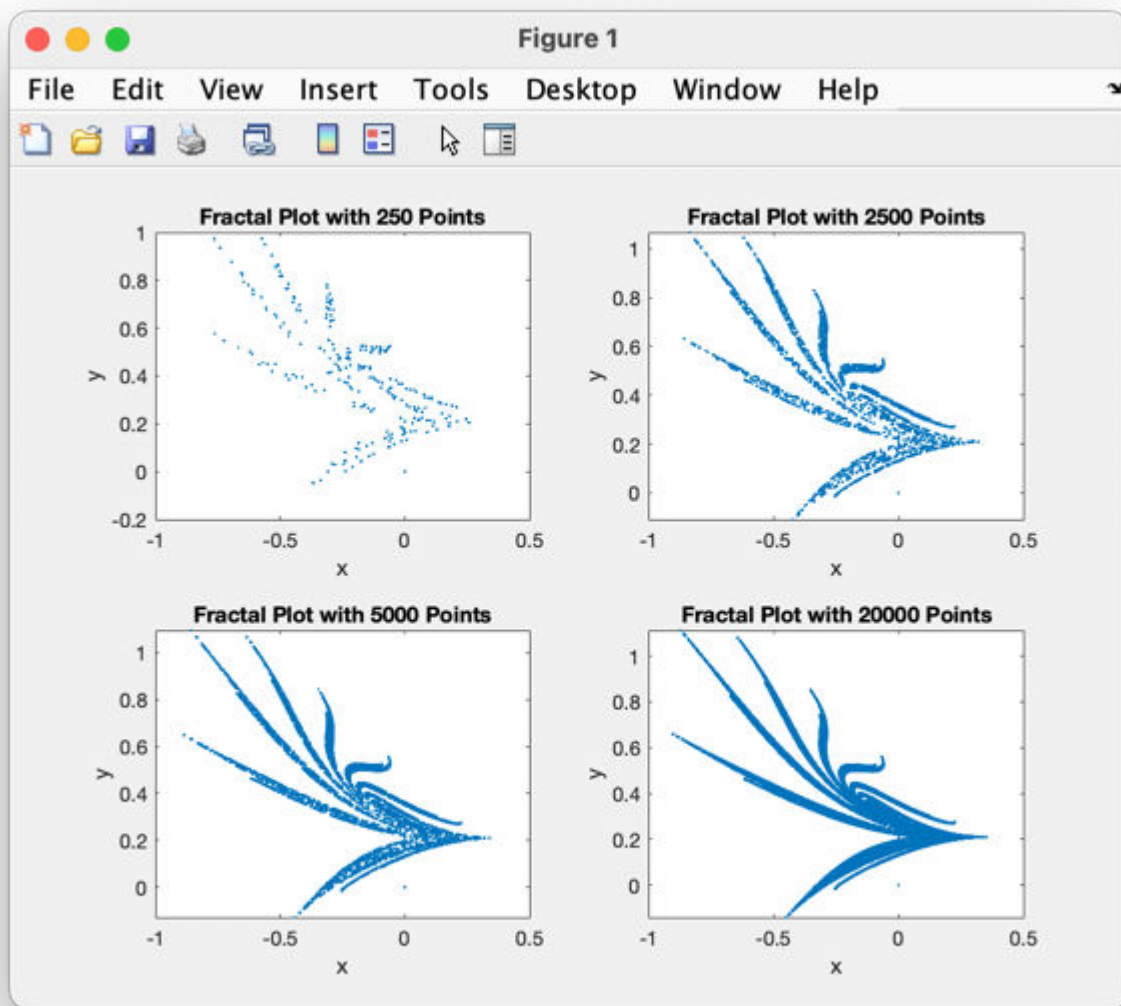 Figure 1
File Edit View Insert Tools Desktop Window Help
Fractal Plot with 250 Points
1
0.8
0.6
0.4
0.2
0
-0.2
y
-1 -0.5 0 0.5
x
Fractal Plot with 2500 Points
1
0.8
0.6
0.4
0.2
0
y
-1 -0.5 0 0.5
x
Fractal Plot with 5000 Points
1
0.8
0.6
0.4
0.2
0
y
-1 -0.5 0 0.5
x
Fractal Plot with 20000 Points
1
0.8
0.6
0.4
0.2
0
y
-1 -0.5 0 0.5
x